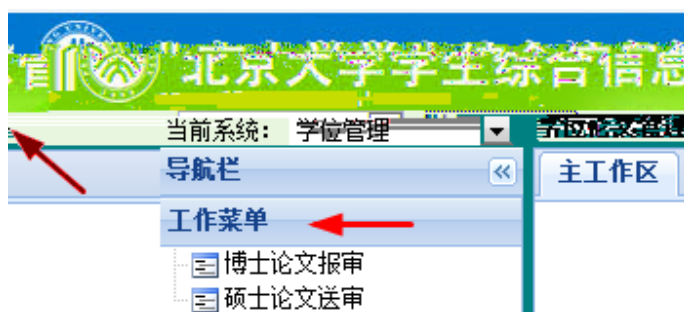 北京大学学生综合信息
当前系统： 学位管理
导航栏
主工作区
工作菜单
博士论文报审
硕士论文送审